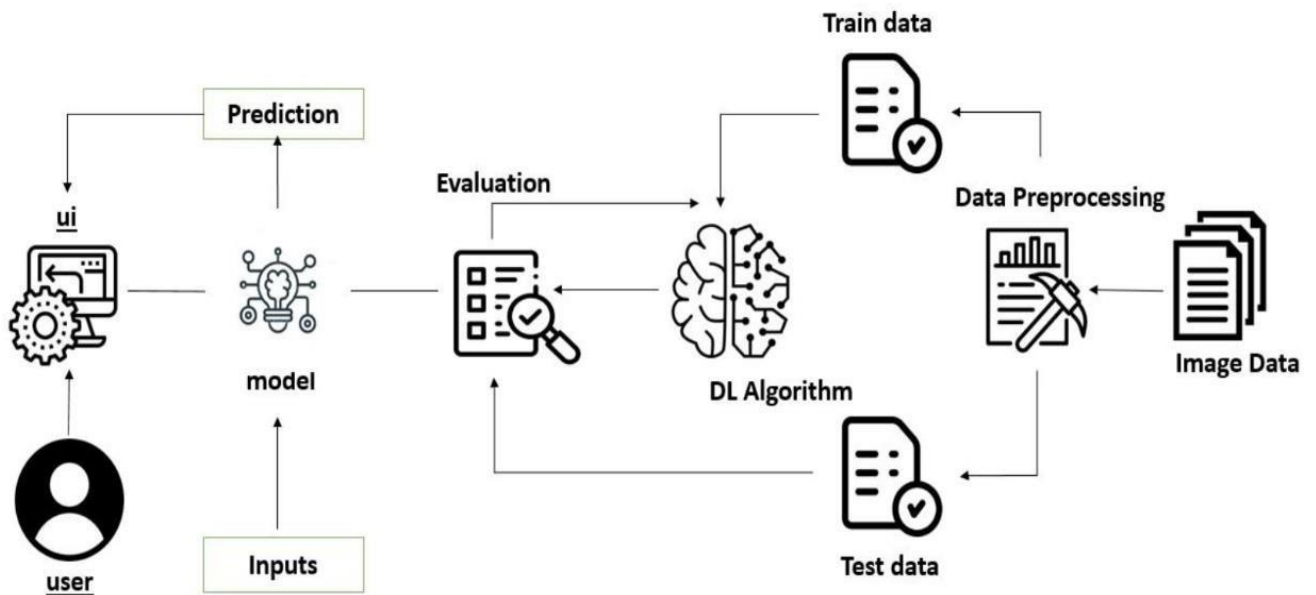 Train data
Prediction
Evaluation
Data Preprocessing
ui
Image Data
model
DL Algorithm
Inputs
Test data
user